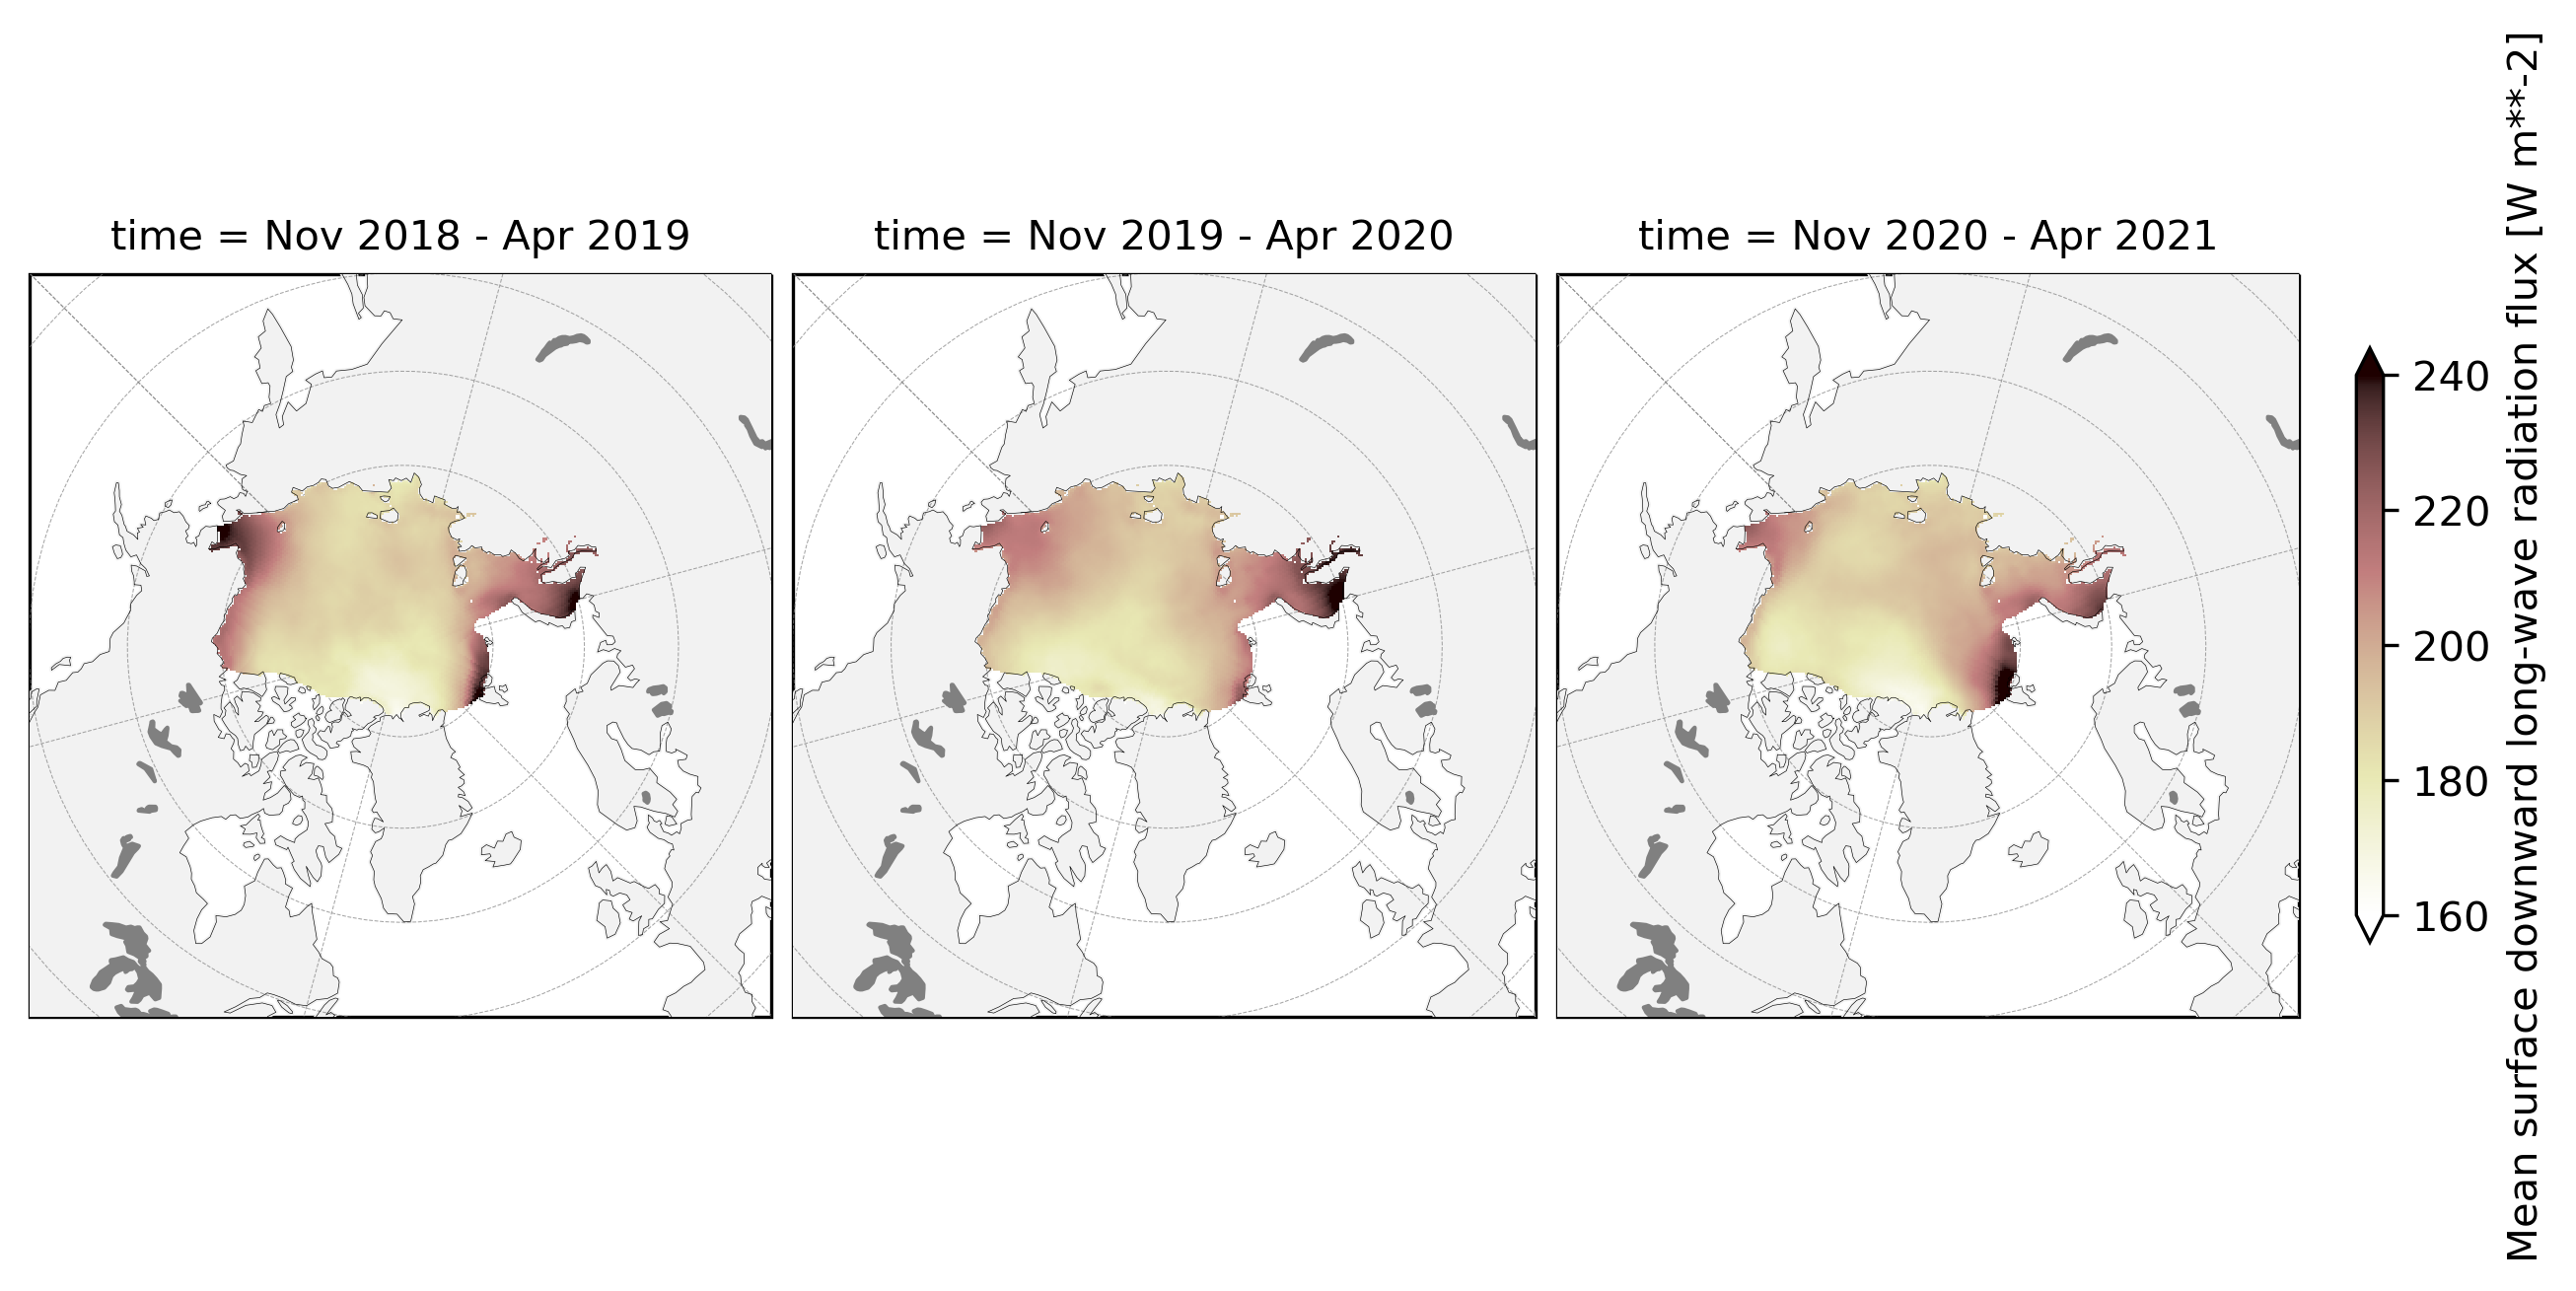 time = Nov 2018 - Apr 2019
time = Nov 2019 - Apr 2020
time = Nov 2020 - Apr 2021
240
220
200
180
160
Mean surface downward long-wave radiation flux [W m**-2]